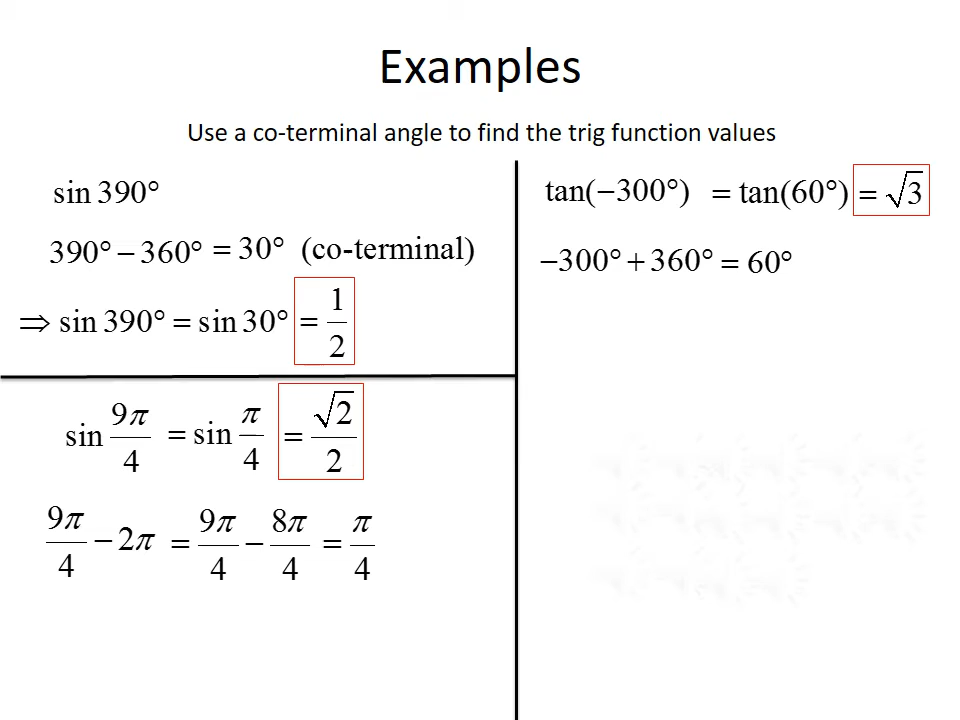 Examples
Use a co-terminal angle to find the trig function values
sin 390°
390° − 360° = 30° (co-terminal)
⇒ sin 390° = sin 30° = 1/2
sin 9π/4 = sin π/4 = √2/2
9π/4 − 2π = 9π/4 − 8π/4 = π/4
tan(−300°) = tan(60°) = √3
−300° + 360° = 60°